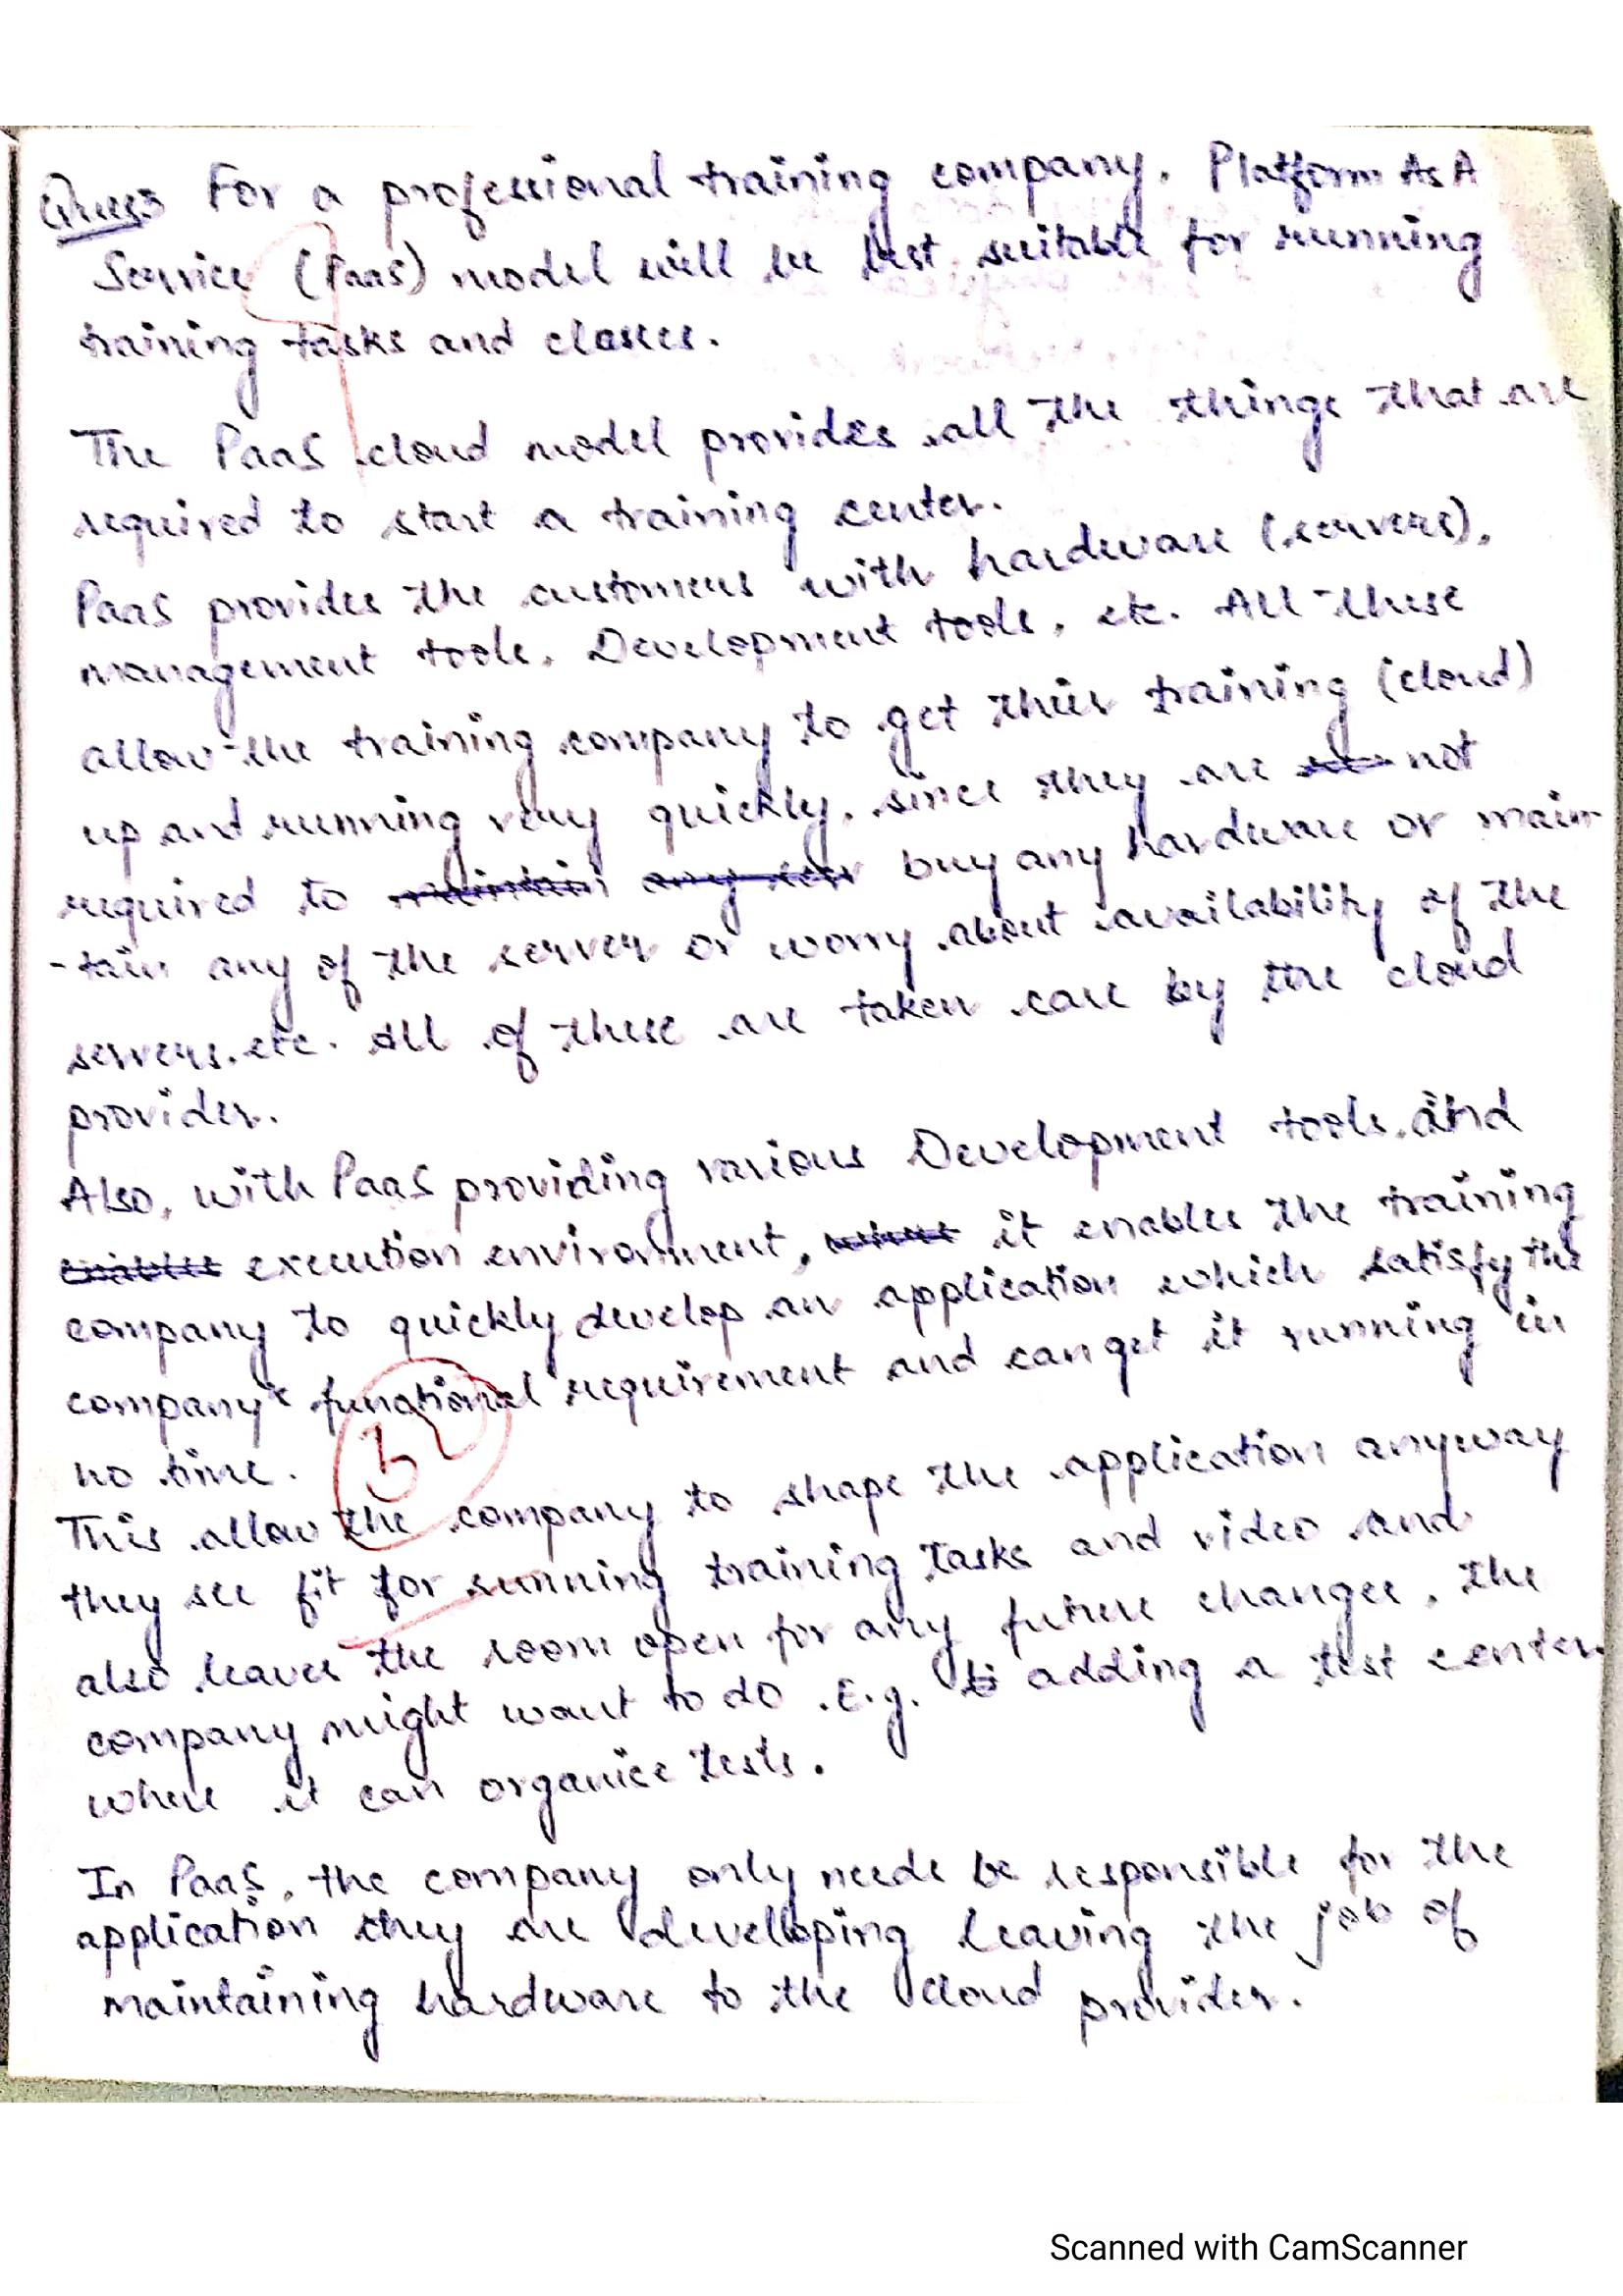 Ques For a professional training company, Platform As A
Service (PaaS) model will be best suitable for running
training tasks and classes.
The PaaS cloud model provides all the things that are
required to start a training center.
PaaS provides the customers with hardware (servers),
management tools, Development tools, etc. All these
allow the training company to get their training (cloud)
up and running very quickly, since they are not
required to maintain any ser buy any hardware or main-
-tain any of the server or worry about availability of the
servers. etc. All of these are taken care by the cloud
provider.
Also, with PaaS providing various Development tools, and
enables execution environment, it enables the training
company to quickly develop an application which satisfy the
company's functional requirement and can get it running in
no time.
This allow the company to shape the application anyway
they see fit for running training tasks and video and
also leaves the room open for any future changes, the
company might want to do. E.g. adding a test center
where it can organise tests.
In PaaS, the company only needs be responsible for the
application they are developing leaving the job of
maintaining hardware to the cloud provider.
Scanned with CamScanner